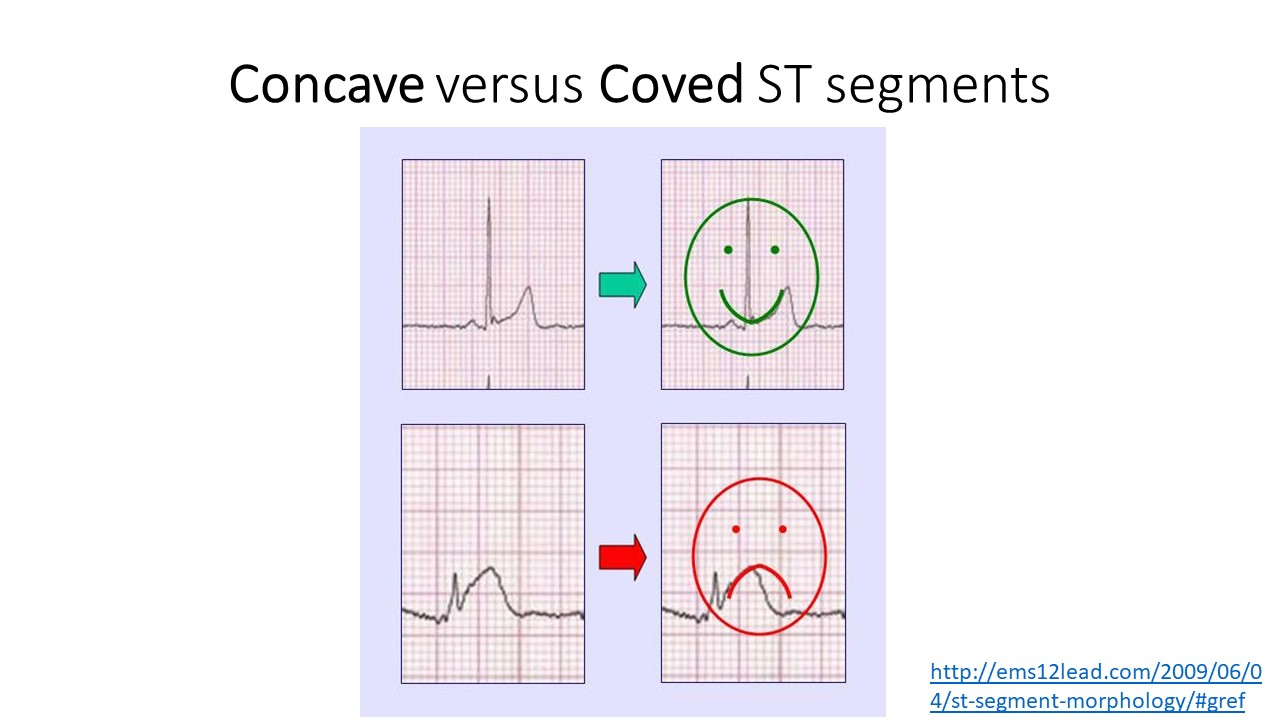 Concave versus Coved ST segments
http://ems12lead.com/2009/06/0
4/st-segment-morphology/#gref